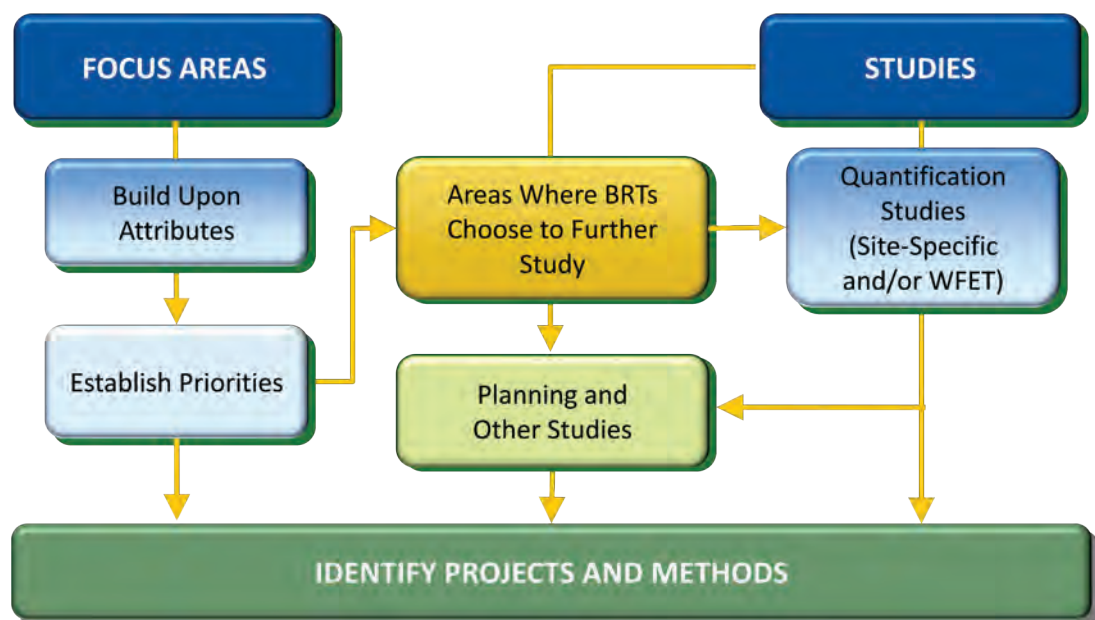 FOCUS AREAS
STUDIES
Build Upon
Attributes
Areas Where BRTs
Choose to Further
Study
Quantification
Studies
(Site-Specific
and/or WFET)
Establish Priorities
Planning and
Other Studies
IDENTIFY PROJECTS AND METHODS